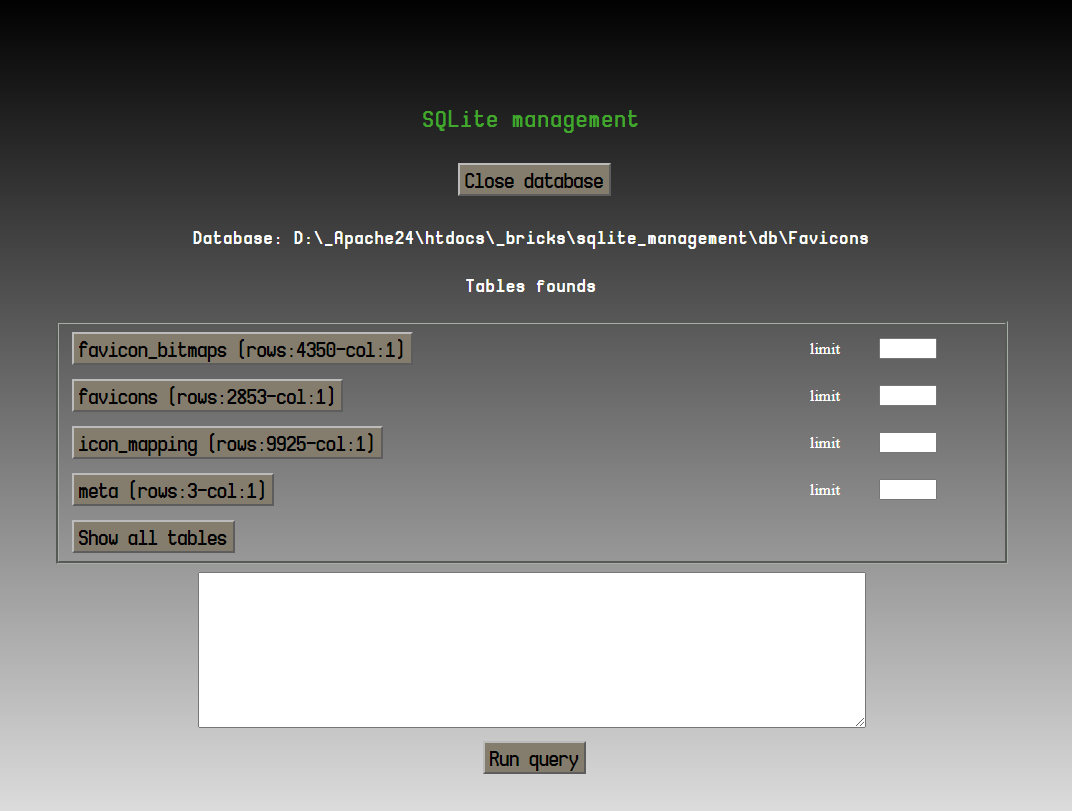 SQLite management
Close database
Database: D:\_Apache24\htdocs\_bricks\sqlite_management\db\Favicons
Tables founds
favicon_bitmaps (rows:4350-col:1) limit
favicons (rows:2853-col:1) limit
icon_mapping (rows:9925-col:1) limit
meta (rows:3-col:1) limit
Show all tables
Run query